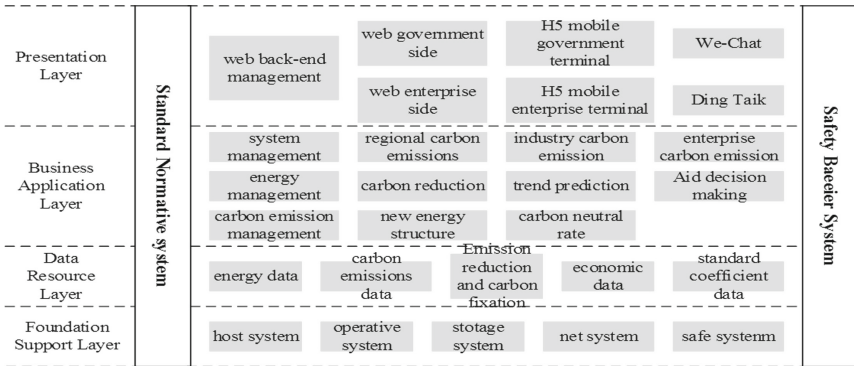 Presentation
Layer
Standard Normative system
web back-end
management
web government
side
H5 mobile
government
terminal
We-Chat
web enterprise
side
H5 mobile
enterprise terminal
Ding Taik
Safety Baeeier System
Business
Application
Layer
system
management
regional carbon
emissions
industry carbon
emission
enterprise
carbon emission
energy
management
carbon reduction
trend prediction
Aid decision
making
carbon emission
management
new energy
structure
carbon neutral
rate
Data
Resource
Layer
energy data
carbon
emissions
data
Emission
reduction
and carbon
fixation
economic
data
standard
coefficient
data
Foundation
Support Layer
host system
operative
system
stotage
system
net system
safe systenm